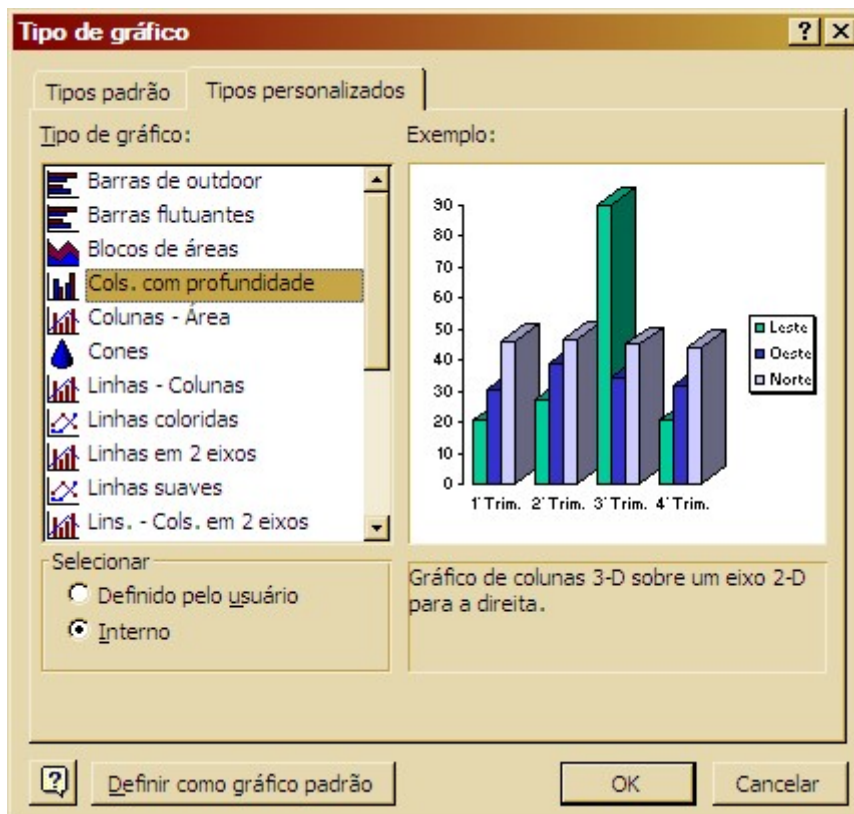 Tipo de gráfico
Tipos padrão
Tipos personalizados
Tipo de gráfico:
Exemplo:
Barras de outdoor
Barras flutuantes
Blocos de áreas
Cols. com profundidade
Colunas - Área
Cones
Linhas - Colunas
Linhas coloridas
Linhas em 2 eixos
Linhas suaves
Lins. - Cols. em 2 eixos
90
80
70
60
50
40
30
20
10
0
1° Trim. 2° Trim. 3° Trim. 4° Trim.
Leste
Oeste
Norte
Selecionar
Definido pelo usuário
Interno
Gráfico de colunas 3-D sobre um eixo 2-D
para a direita.
Definir como gráfico padrão
OK
Cancelar